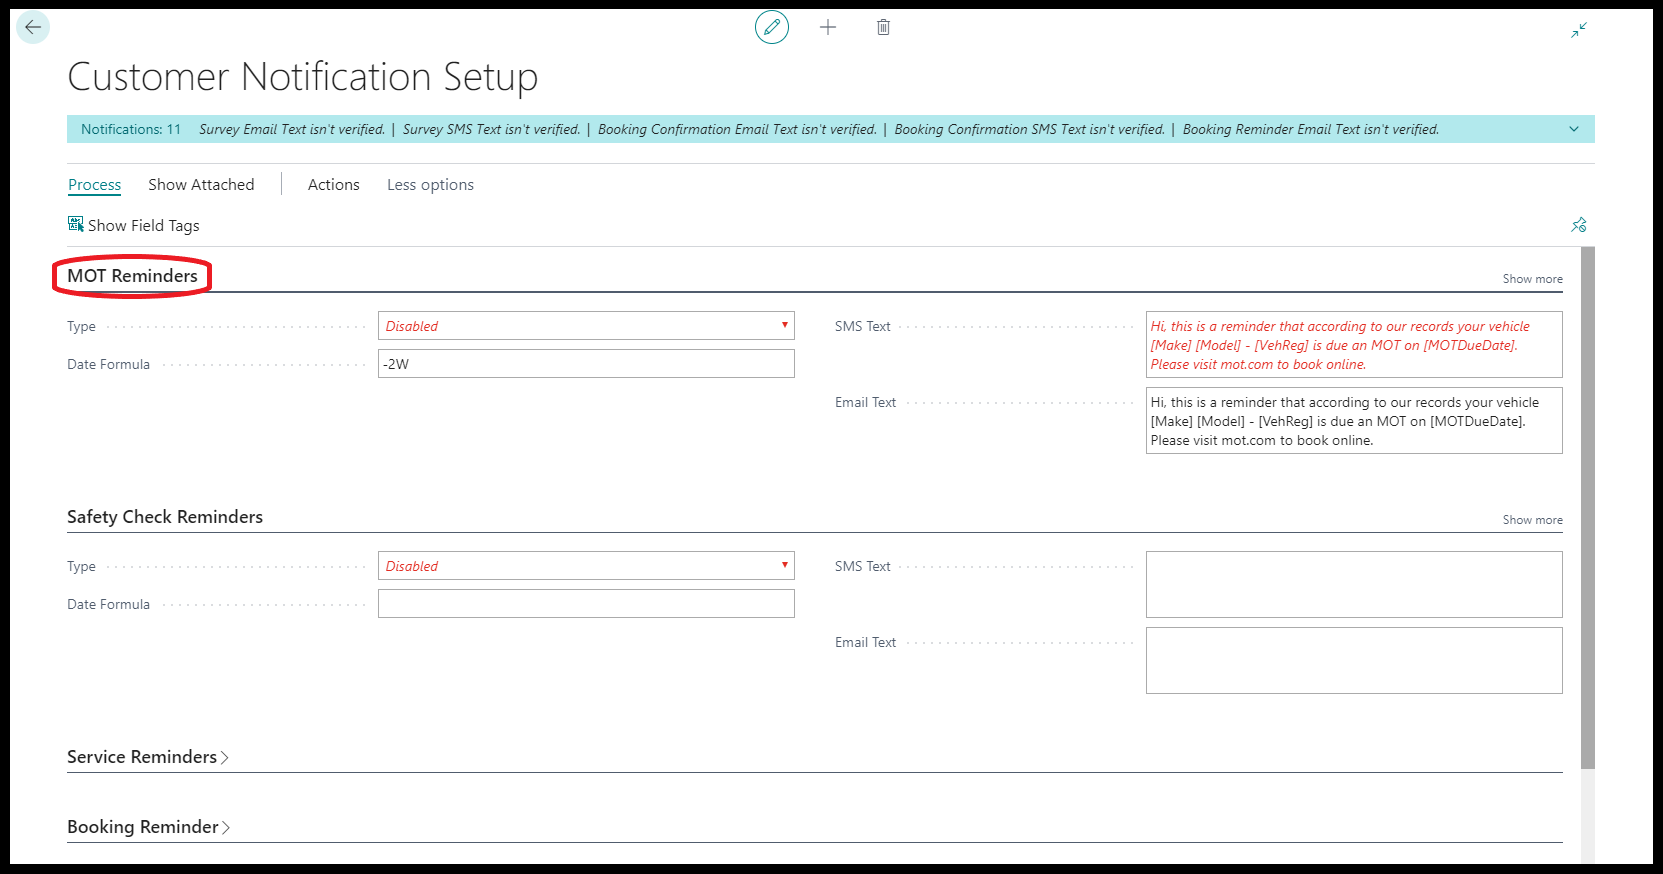 Customer Notification Setup
Notifications: 11 Survey Email Text isn't verified. | Survey SMS Text isn't verified. | Booking Confirmation Email Text isn't verified. | Booking Confirmation SMS Text isn't verified. | Booking Reminder Email Text isn't verified.
Process Show Attached Actions Less options
Show Field Tags
MOT Reminders Show more
Type Disabled
Date Formula -2W
SMS Text
Hi, this is a reminder that according to our records your vehicle
[Make] [Model] - [VehReg] is due an MOT on [MOTDueDate].
Please visit mot.com to book online.
Email Text
Hi, this is a reminder that according to our records your vehicle
[Make] [Model] - [VehReg] is due an MOT on [MOTDueDate].
Please visit mot.com to book online.
Safety Check Reminders Show more
Type Disabled
Date Formula
SMS Text
Email Text
Service Reminders
Booking Reminder